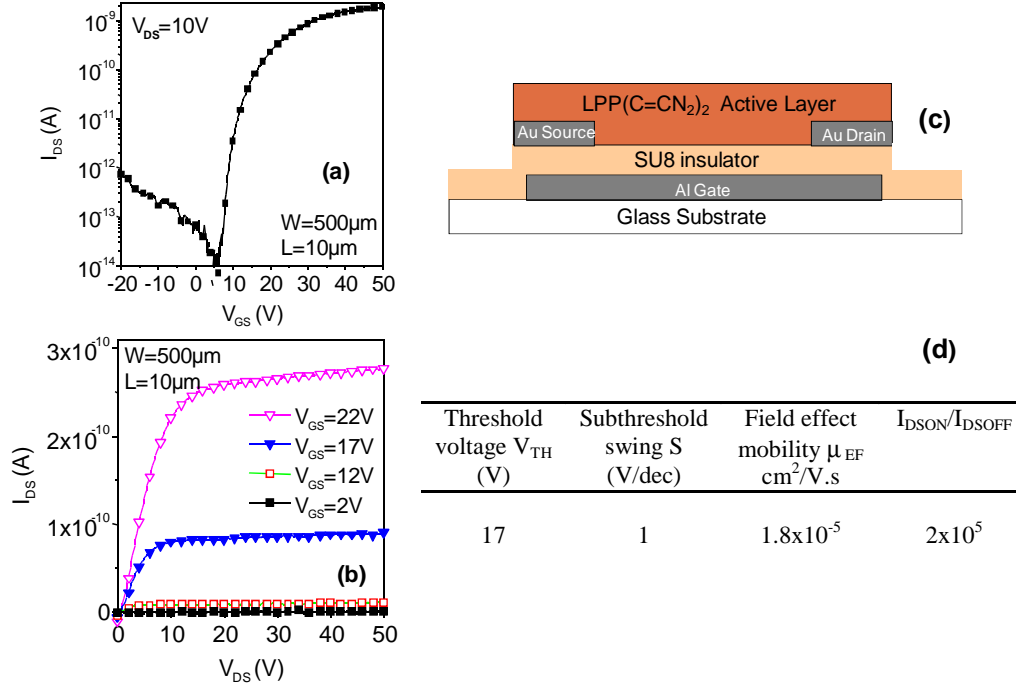 V_DS=10V
10^-9
10^-10
10^-11
10^-12
10^-13
10^-14
I_DS (A)
(a)
W=500µm
L=10µm
-20 -10 0 10 20 30 40 50
V_GS (V)
LPP(C=CN2)2 Active Layer
(c)
Au Source
Au Drain
SU8 insulator
Al Gate
Glass Substrate
3x10^-10
2x10^-10
1x10^-10
0
I_DS (A)
W=500µm
L=10µm
V_GS=22V
V_GS=17V
V_GS=12V
V_GS=2V
(b)
0 10 20 30 40 50
V_DS (V)
(d)
Threshold voltage V_TH (V)
Subthreshold swing S (V/dec)
Field effect mobility µ_EF cm^2/V.s
I_DSON/I_DSOFF
17 1 1.8x10^-5 2x10^5